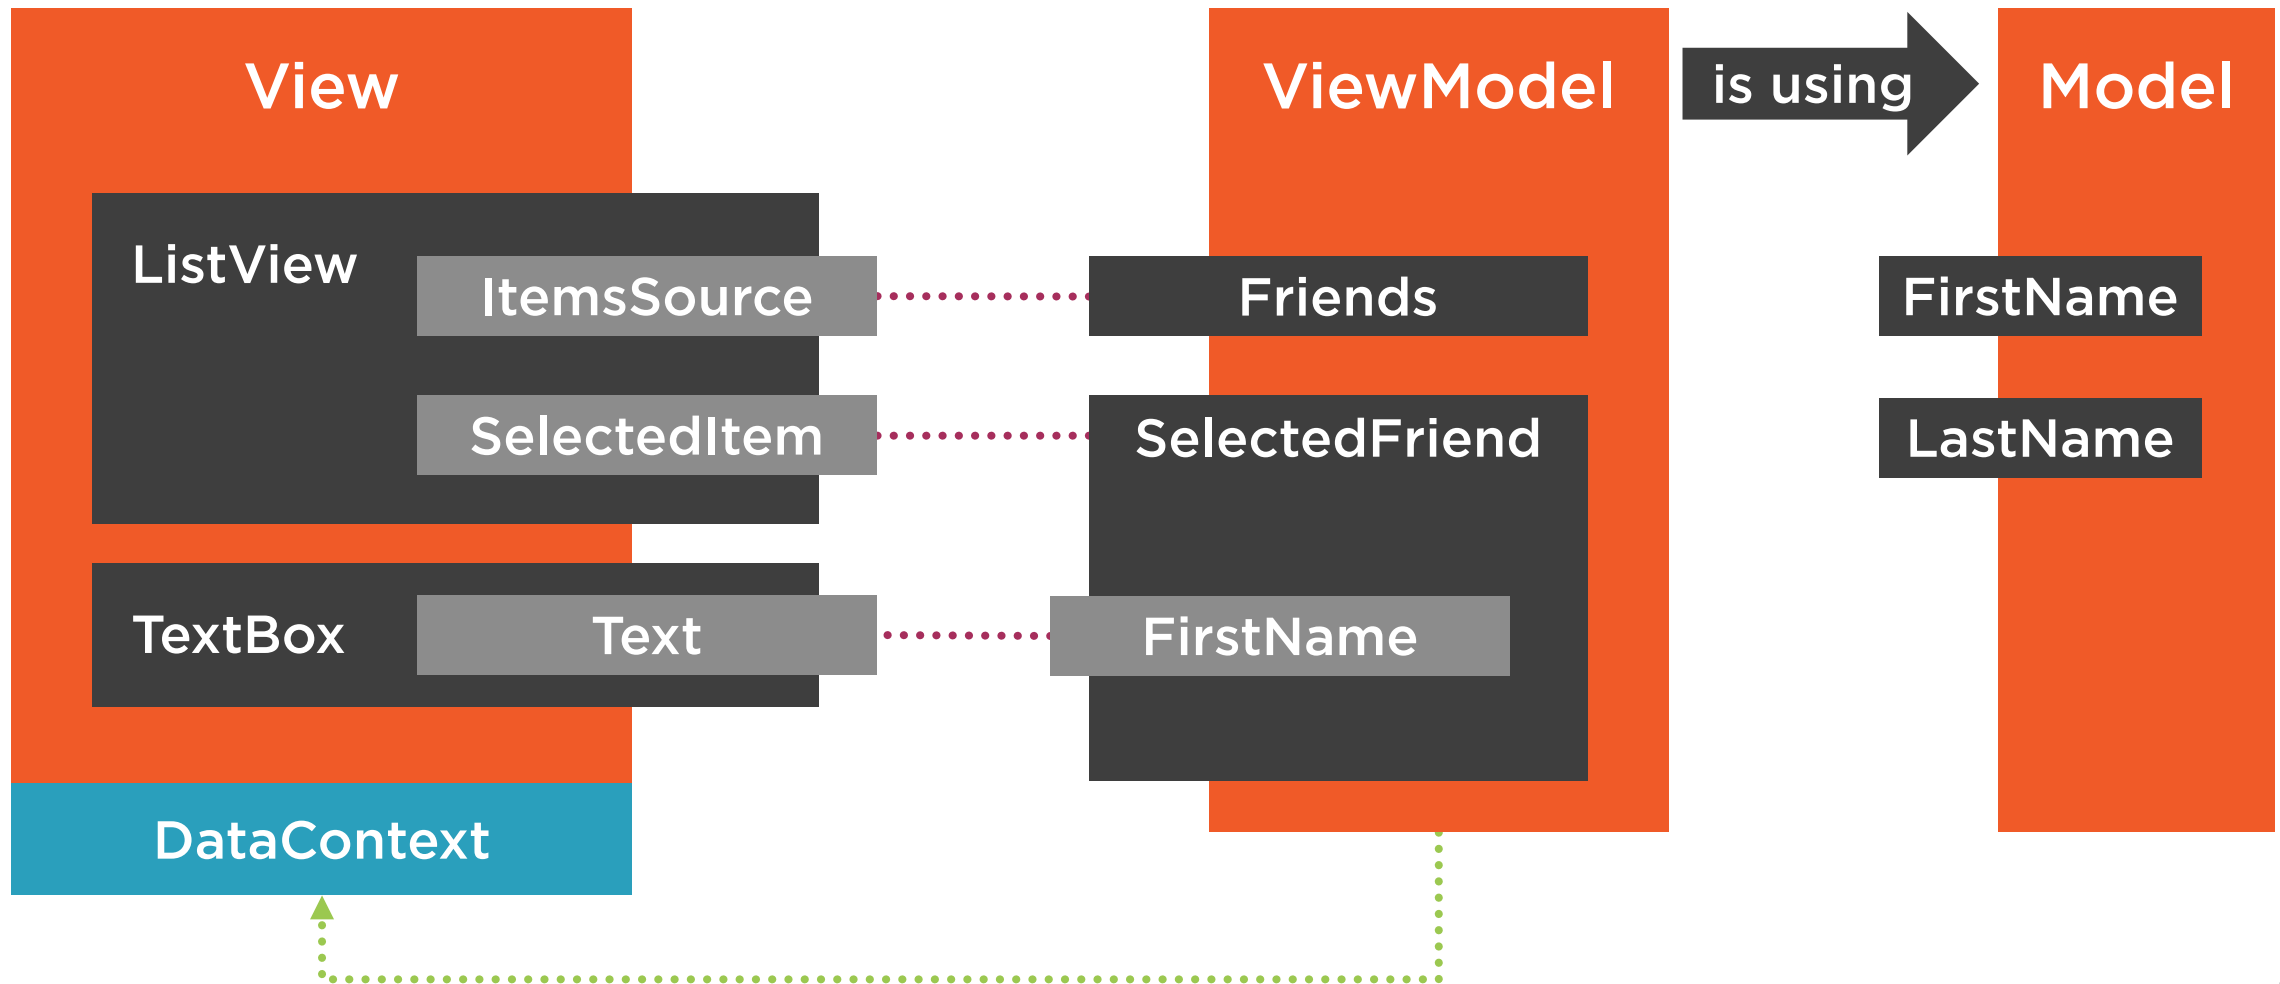 View
ViewModel
is using
Model
ListView
ItemsSource
Friends
FirstName
SelectedItem
SelectedFriend
LastName
TextBox
Text
FirstName
DataContext